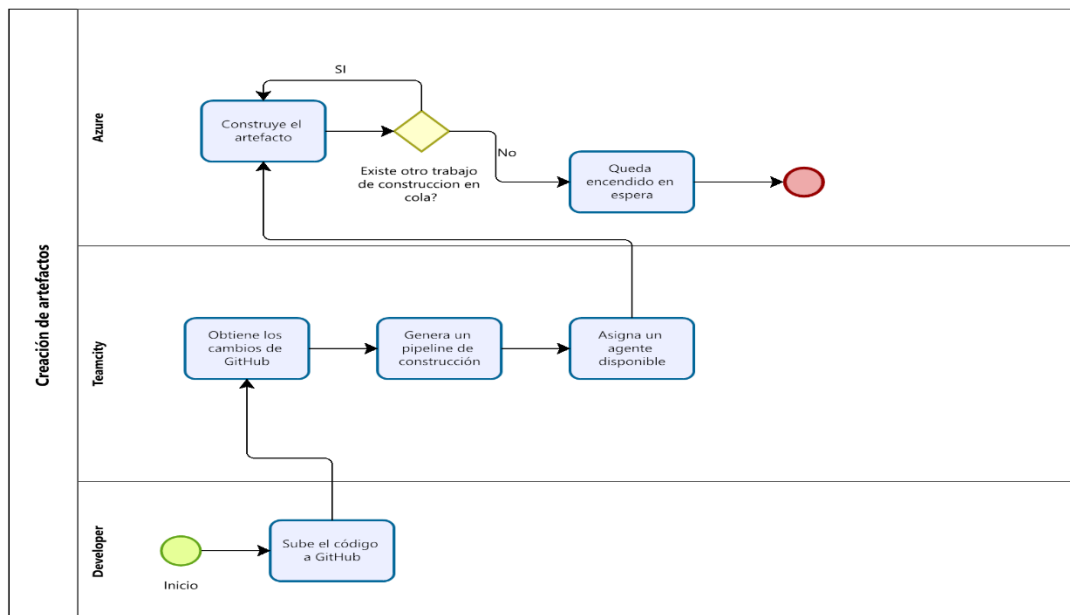 Creación de artefactos
Azure
SI
Construye el
artefacto
Existe otro trabajo
de construccion en
cola?
No
Queda
encendido en
espera
Teamcity
Obtiene los
cambios de
GitHub
Genera un
pipeline de
construcción
Asigna un
agente
disponible
Developer
Inicio
Sube el código
a GitHub